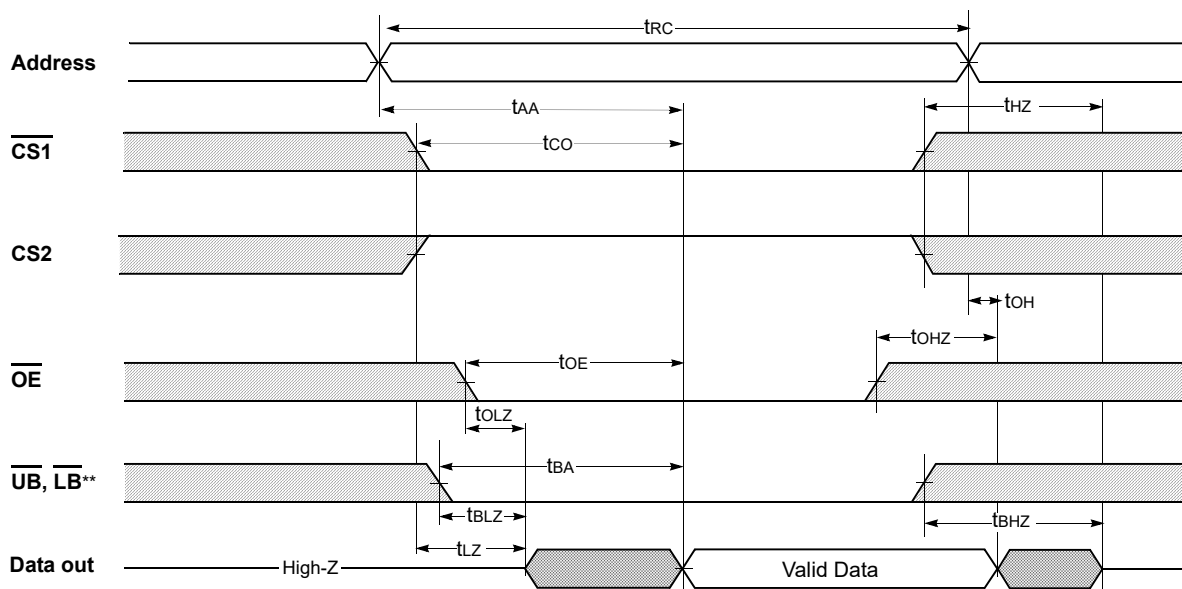 tRC
Address
tAA
tHZ
CS1
tCO
CS2
tOH
tOHZ
OE
tOE
tOLZ
UB, LB**
tBA
tBLZ
tBHZ
tLZ
Data out
High-Z
Valid Data